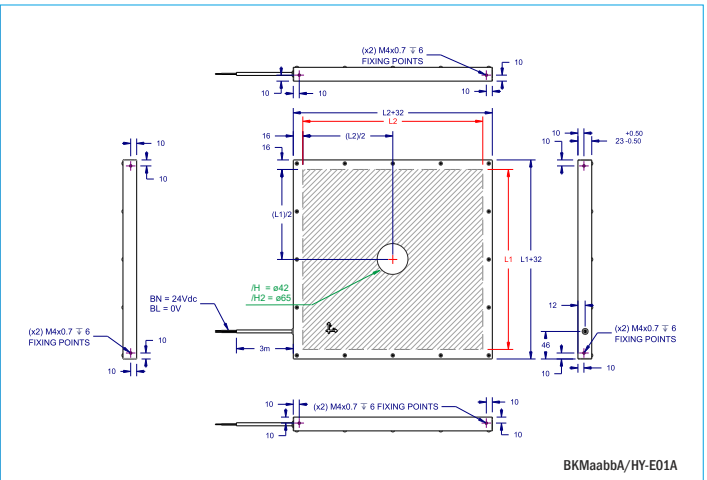 (x2) M4x0.7 ↧ 6
FIXING POINTS
10
10
10
10
L2+32
L2
16
(L2)/2
16
10
10
10
+0.50
23 -0.50
10
(L1)/2
L1
L1+32
/H = ø42
/H2 = ø65
BN = 24Vdc
BL = 0V
3m
12
46
(x2) M4x0.7 ↧ 6
FIXING POINTS
10
10
(x2) M4x0.7 ↧ 6
FIXING POINTS
10
10
10
(x2) M4x0.7 ↧ 6 FIXING POINTS
10
10
10
BKMaabbA/HY-E01A